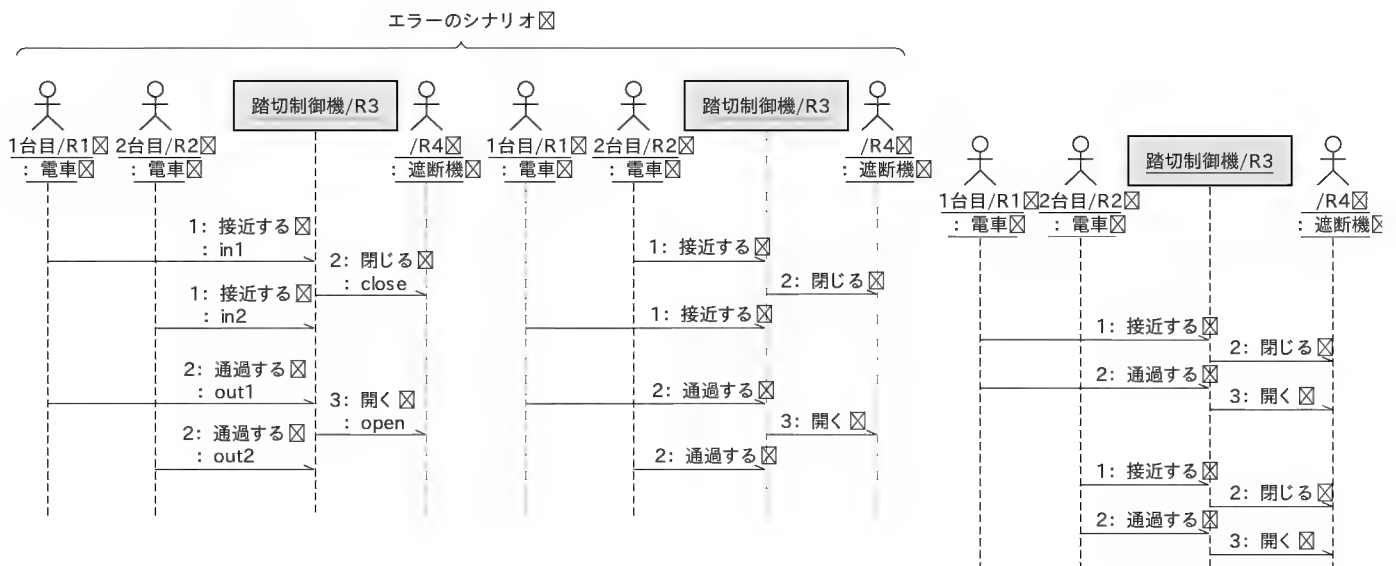 エラーのシナリオ
踏切制御機/R3
1台目/R1
: 電車
2台目/R2
: 電車
/R4
: 遮断機
1: 接近する
: in1
2: 閉じる
: close
1: 接近する
: in2
2: 通過する
: out1
3: 開く
: open
2: 通過する
: out2
踏切制御機/R3
1台目/R1
: 電車
2台目/R2
: 電車
/R4
: 遮断機
1: 接近する
2: 閉じる
1: 接近する
2: 通過する
3: 開く
2: 通過する
踏切制御機/R3
1台目/R1
: 電車
2台目/R2
: 電車
/R4
: 遮断機
1: 接近する
2: 閉じる
2: 通過する
3: 開く
1: 接近する
2: 閉じる
2: 通過する
3: 開く